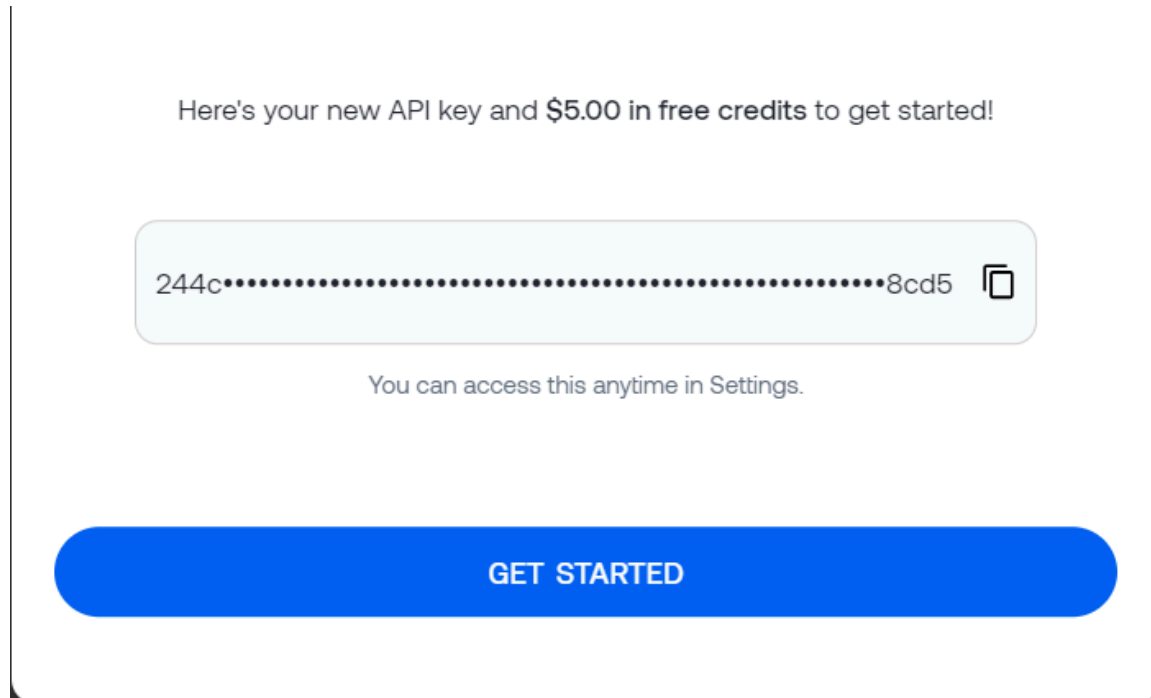 Here's your new API key and $5.00 in free credits to get started!
244c••••••••••••••••••••••••••••••••••••••••••••••••••••••••8cd5
You can access this anytime in Settings.
GET STARTED